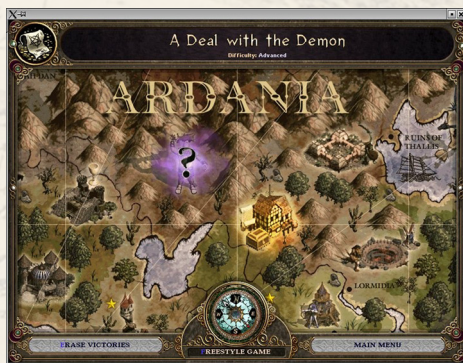 A Deal with the Demon
Difficulty: Advanced
ARDANIA
?
RUINS OF
THALLIS
LORMIDIA
ERASE VICTORIES
FREESTYLE GAME
MAIN MENU